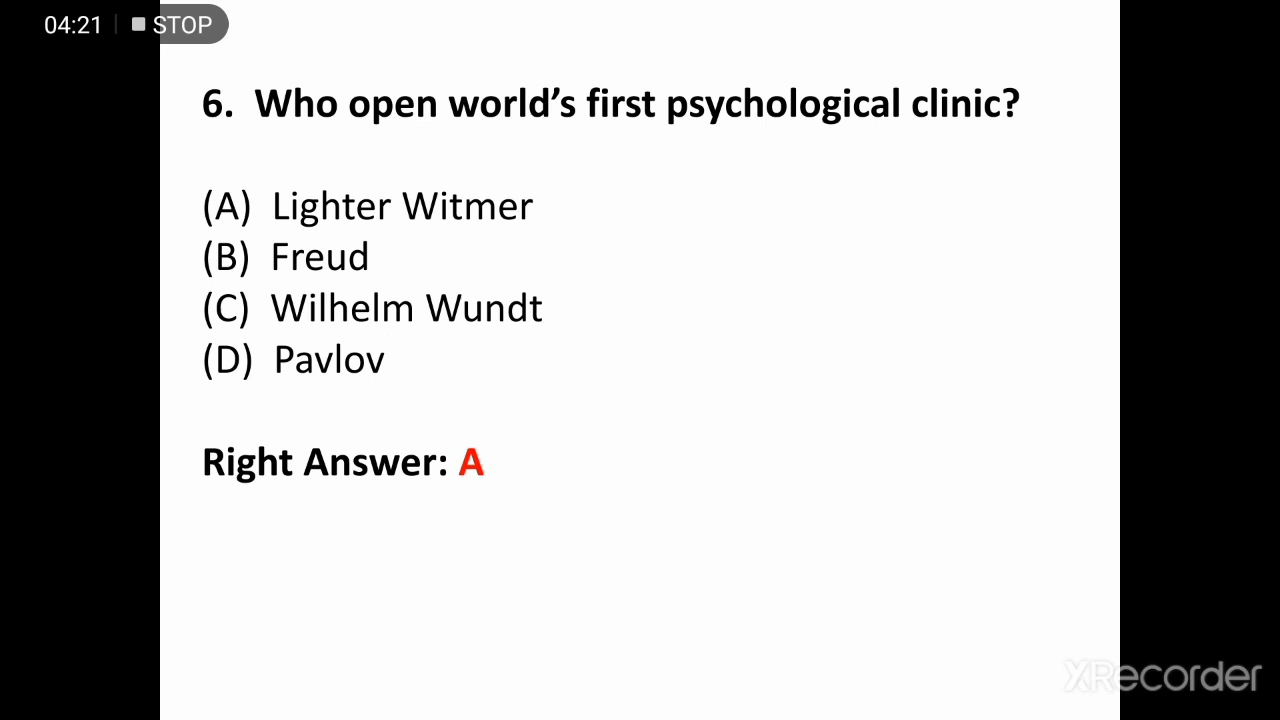 04:21 STOP
6. Who open world's first psychological clinic?
(A) Lighter Witmer
(B) Freud
(C) Wilhelm Wundt
(D) Pavlov
Right Answer: A
XRecorder